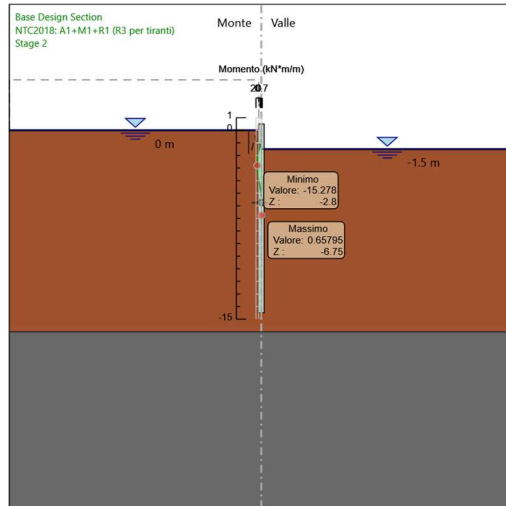 Base Design Section
NTC2018: A1+M1+R1 (R3 per tiranti)
Stage 2
Monte
Valle
Momento (kN*m/m)
1
0
0 m
-1.5 m
Minimo
Valore: -15.278
Z : -2.8
Massimo
Valore: 0.65795
Z : -6.75
-15